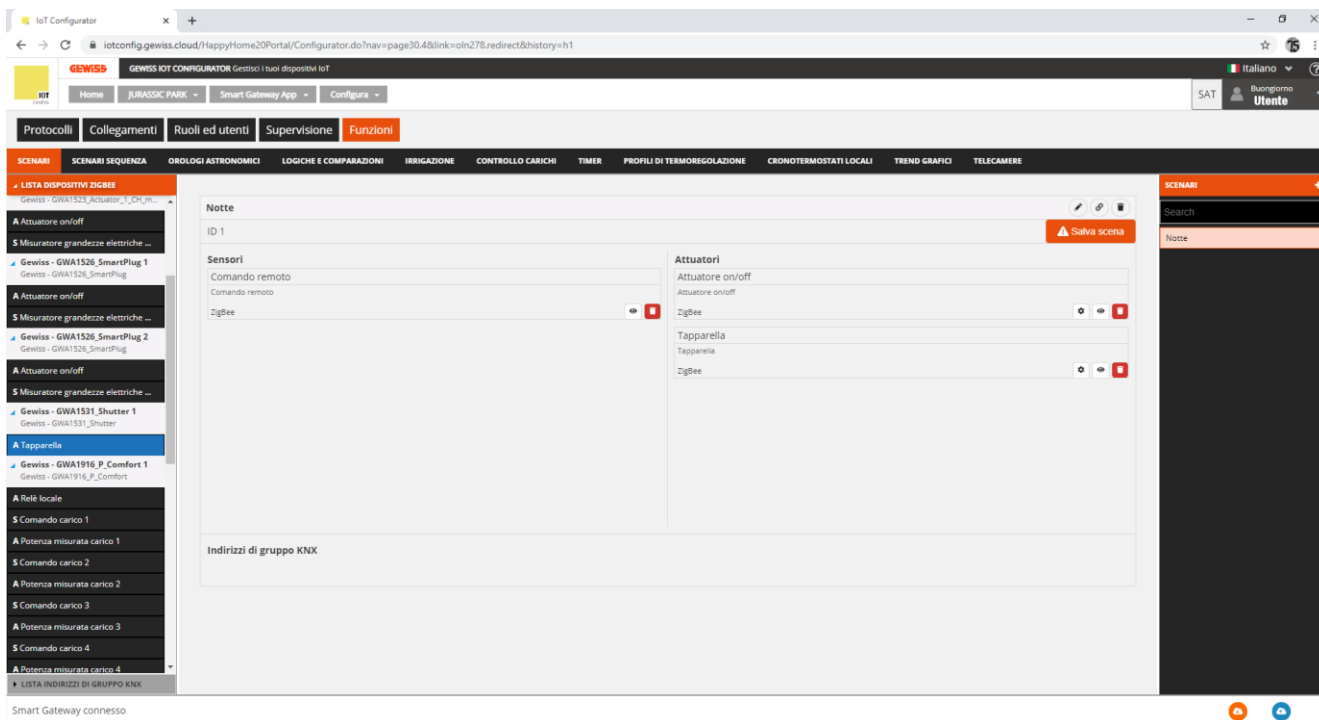 IoT Configurator
iotconfig.gewiss.cloud/HappyHome20Portal/Configurator.do?nav=page30.4&link=oln278.redirect&history=h1
GEWISS
GEWISS IOT CONFIGURATOR Gestisci i tuoi dispositivi IoT
Italiano
IOT
Home JURASSIC PARK Smart Gateway App Configura
SAT
Buongiorno
Utente
Protocolli Collegamenti Ruoli ed utenti Supervisione Funzioni
SCENARI SCENARI SEQUENZA OROLOGI ASTRONOMICI LOGICHE E COMPARAZIONI IRRIGAZIONE CONTROLLO CARICHI TIMER PROFILI DI TERMOREGOLAZIONE CRONOTERMOSTATI LOCALI TREND GRAFICI TELECAMERE
LISTA DISPOSITIVI ZIGBEE
Gewiss - GWA1523_Actuator_1_CH_m...
A Attuatore on/off
S Misuratore grandezze elettriche ...
Gewiss - GWA1526_SmartPlug 1
Gewiss - GWA1526_SmartPlug
A Attuatore on/off
S Misuratore grandezze elettriche ...
Gewiss - GWA1526_SmartPlug 2
Gewiss - GWA1526_SmartPlug
A Attuatore on/off
S Misuratore grandezze elettriche ...
Gewiss - GWA1531_Shutter 1
Gewiss - GWA1531_Shutter
A Tapparella
Gewiss - GWA1916_P_Comfort 1
Gewiss - GWA1916_P_Comfort
A Relè locale
S Comando carico 1
A Potenza misurata carico 1
S Comando carico 2
A Potenza misurata carico 2
S Comando carico 3
A Potenza misurata carico 3
S Comando carico 4
A Potenza misurata carico 4
LISTA INDIRIZZI DI GRUPPO KNX
Notte
ID 1
Salva scena
Sensori
Comando remoto
Comando remoto
ZigBee
Attuatori
Attuatore on/off
Attuatore on/off
ZigBee
Tapparella
Tapparella
ZigBee
Indirizzi di gruppo KNX
SCENARI
Search
Notte
Smart Gateway connesso